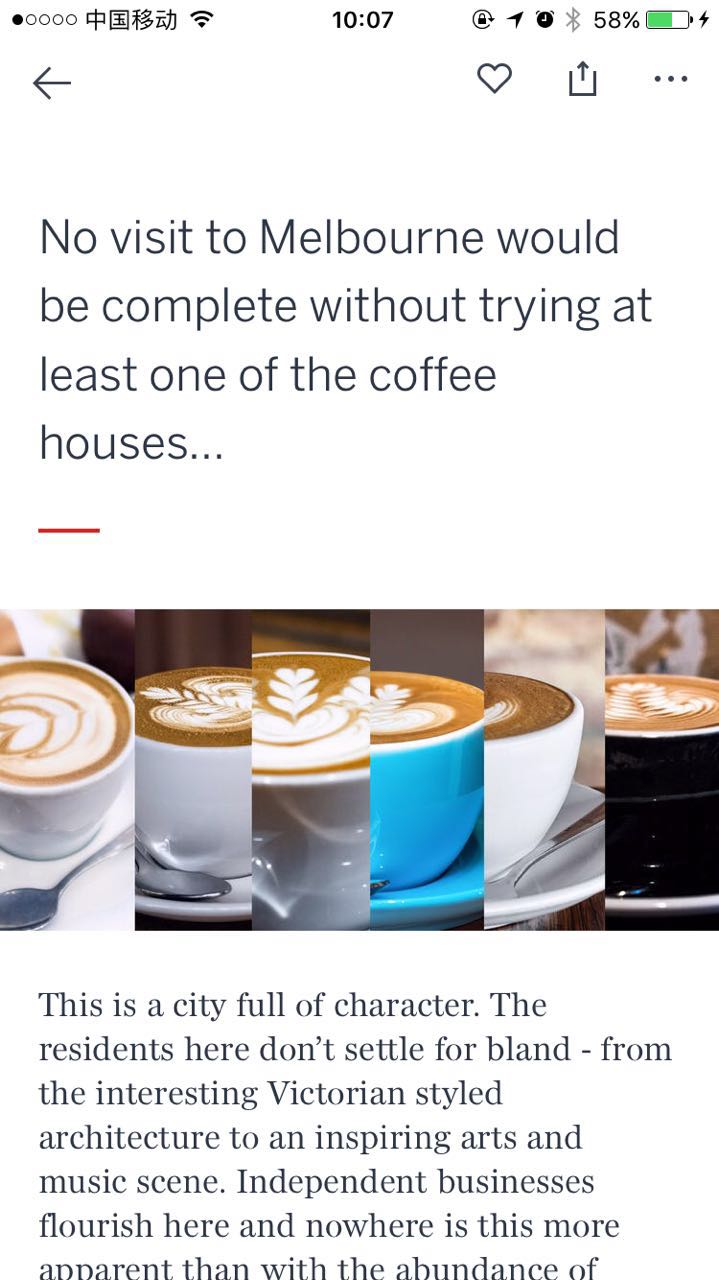 中国移动 10:07 58%
No visit to Melbourne would
be complete without trying at
least one of the coffee
houses...
This is a city full of character. The
residents here don’t settle for bland - from
the interesting Victorian styled
architecture to an inspiring arts and
music scene. Independent businesses
flourish here and nowhere is this more
apparent than with the abundance of